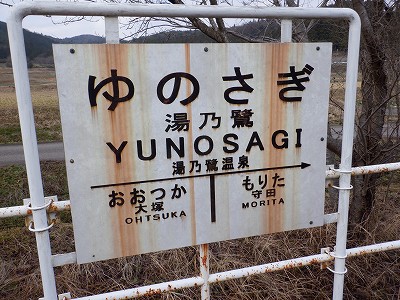 ゆのさぎ
湯乃鷺
YUNOSAGI
湯乃鷺温泉
おおつか もりた
大塚 守田
OHTSUKA MORITA